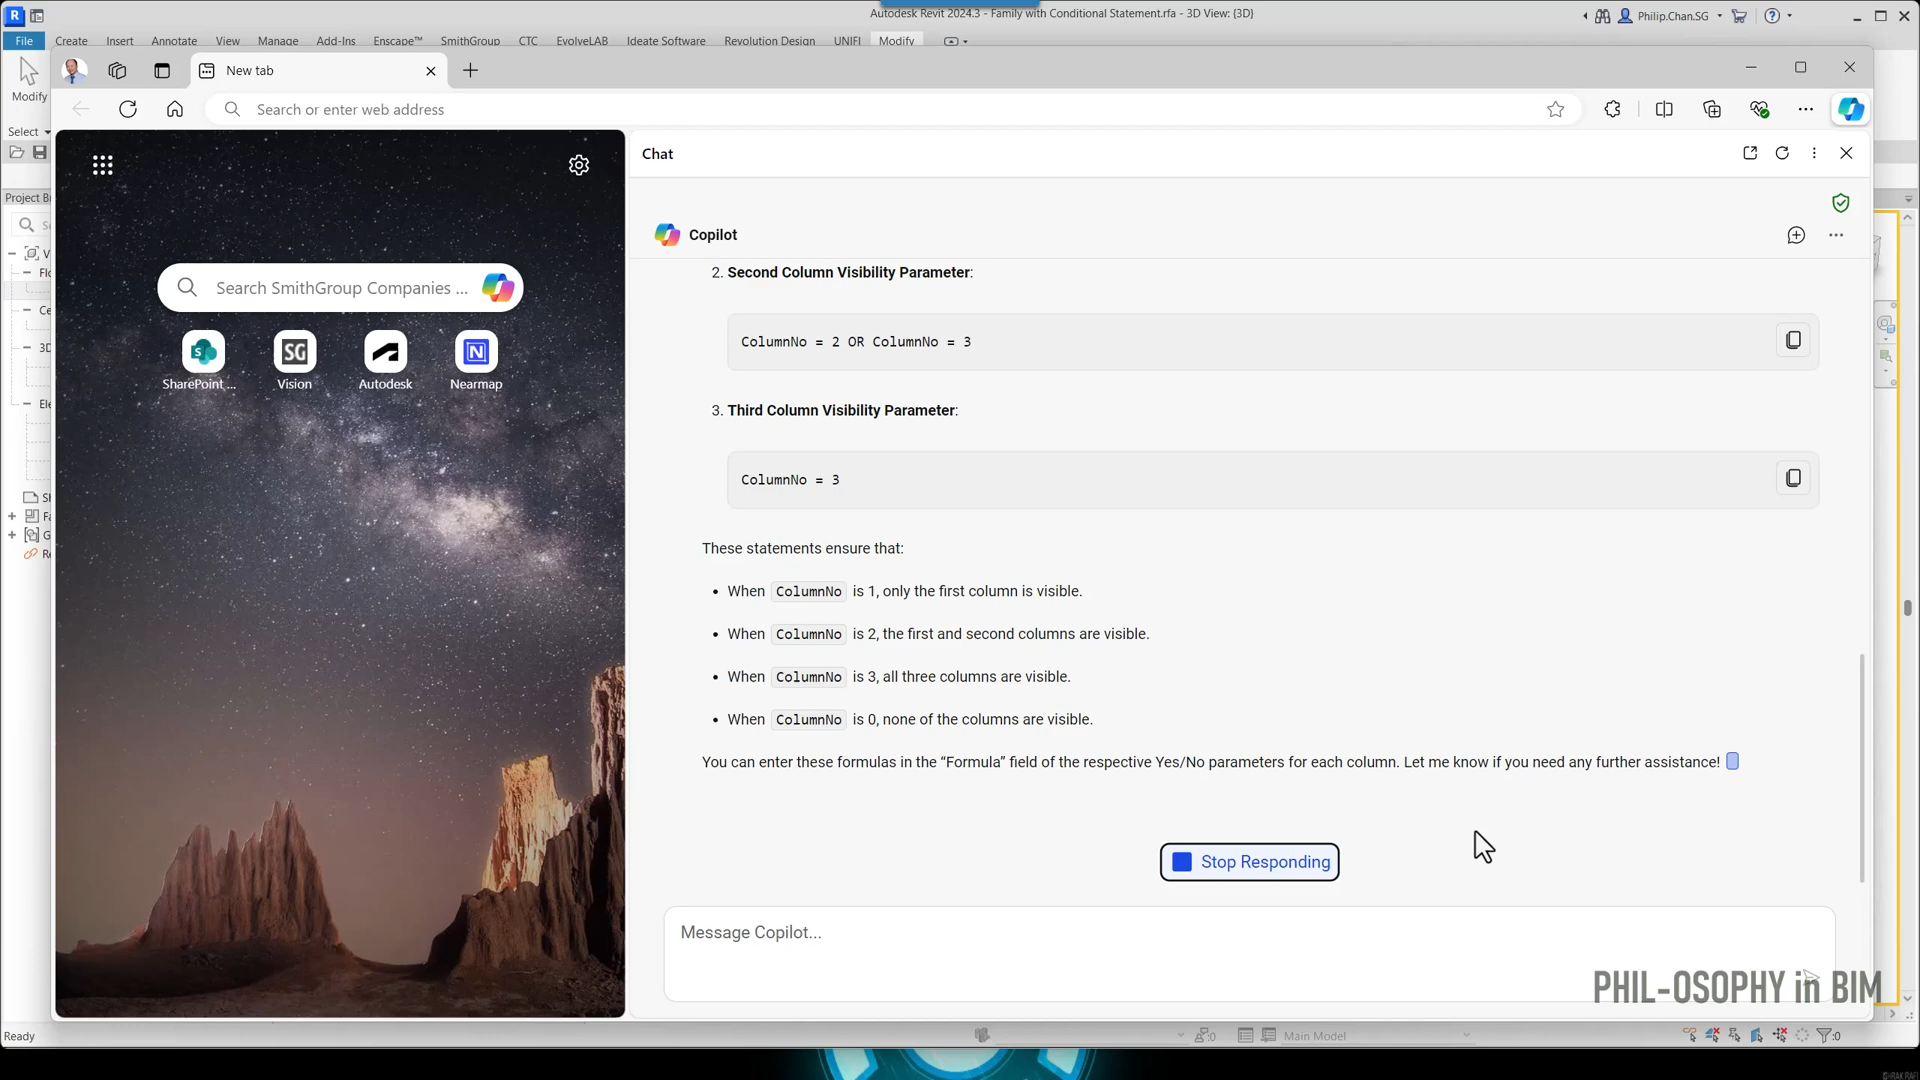 Autodesk Revit 2024.3 - Family with Conditional Statement.rfa - 3D View: {3D}
Philip.Chan.SG
File Create Insert Annotate View Manage Add-Ins Enscape™ SmithGroup CTC EvolveLAB Ideate Software Revolution Design UNIFI Modify
New tab
Modify
Search or enter web address
Select
Chat
Project Br
Copilot
2. Second Column Visibility Parameter:
Search SmithGroup Companies ...
ColumnNo = 2 OR ColumnNo = 3
SharePoint ... Vision Autodesk Nearmap
3D
3. Third Column Visibility Parameter:
ColumnNo = 3
These statements ensure that:
• When ColumnNo is 1, only the first column is visible.
• When ColumnNo is 2, the first and second columns are visible.
• When ColumnNo is 3, all three columns are visible.
• When ColumnNo is 0, none of the columns are visible.
You can enter these formulas in the “Formula” field of the respective Yes/No parameters for each column. Let me know if you need any further assistance!
Stop Responding
Message Copilot...
PHIL-OSOPHY in BIM
Ready
:0
Main Model
:0